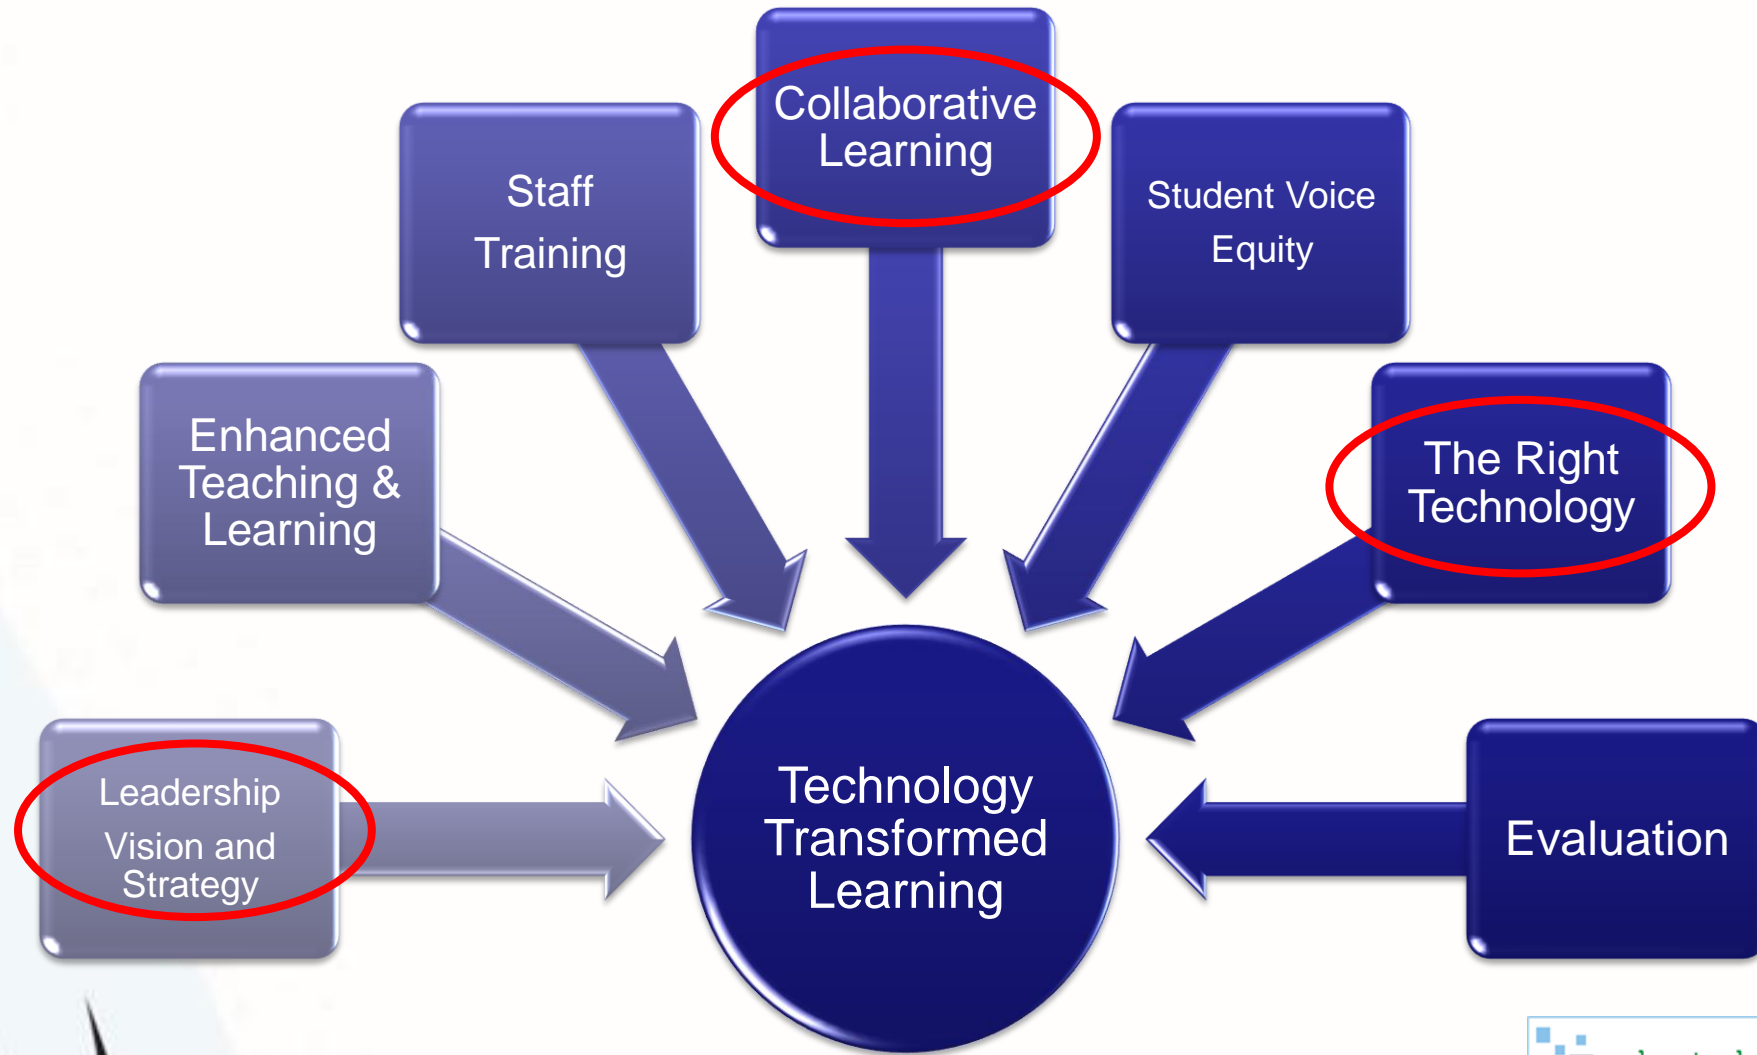 Leadership
Vision and
Strategy
Enhanced
Teaching &
Learning
Staff
Training
Collaborative
Learning
Student Voice
Equity
The Right
Technology
Evaluation
Technology
Transformed
Learning